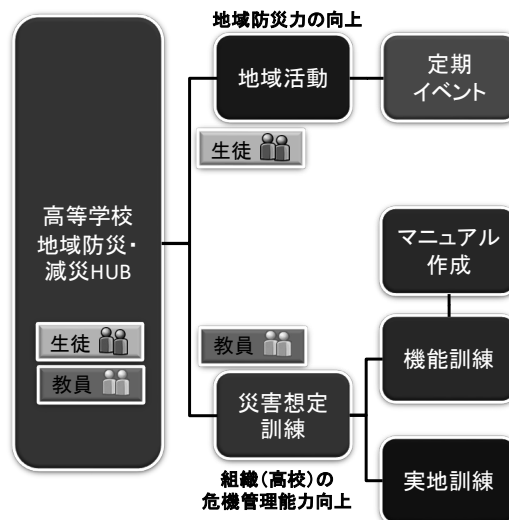 地域防災力の向上
地域活動
定期
イベント
生徒
高等学校
地域防災・
減災HUB
生徒
教員
マニュアル
作成
教員
機能訓練
災害想定
訓練
組織（高校）の
危機管理能力向上
実地訓練